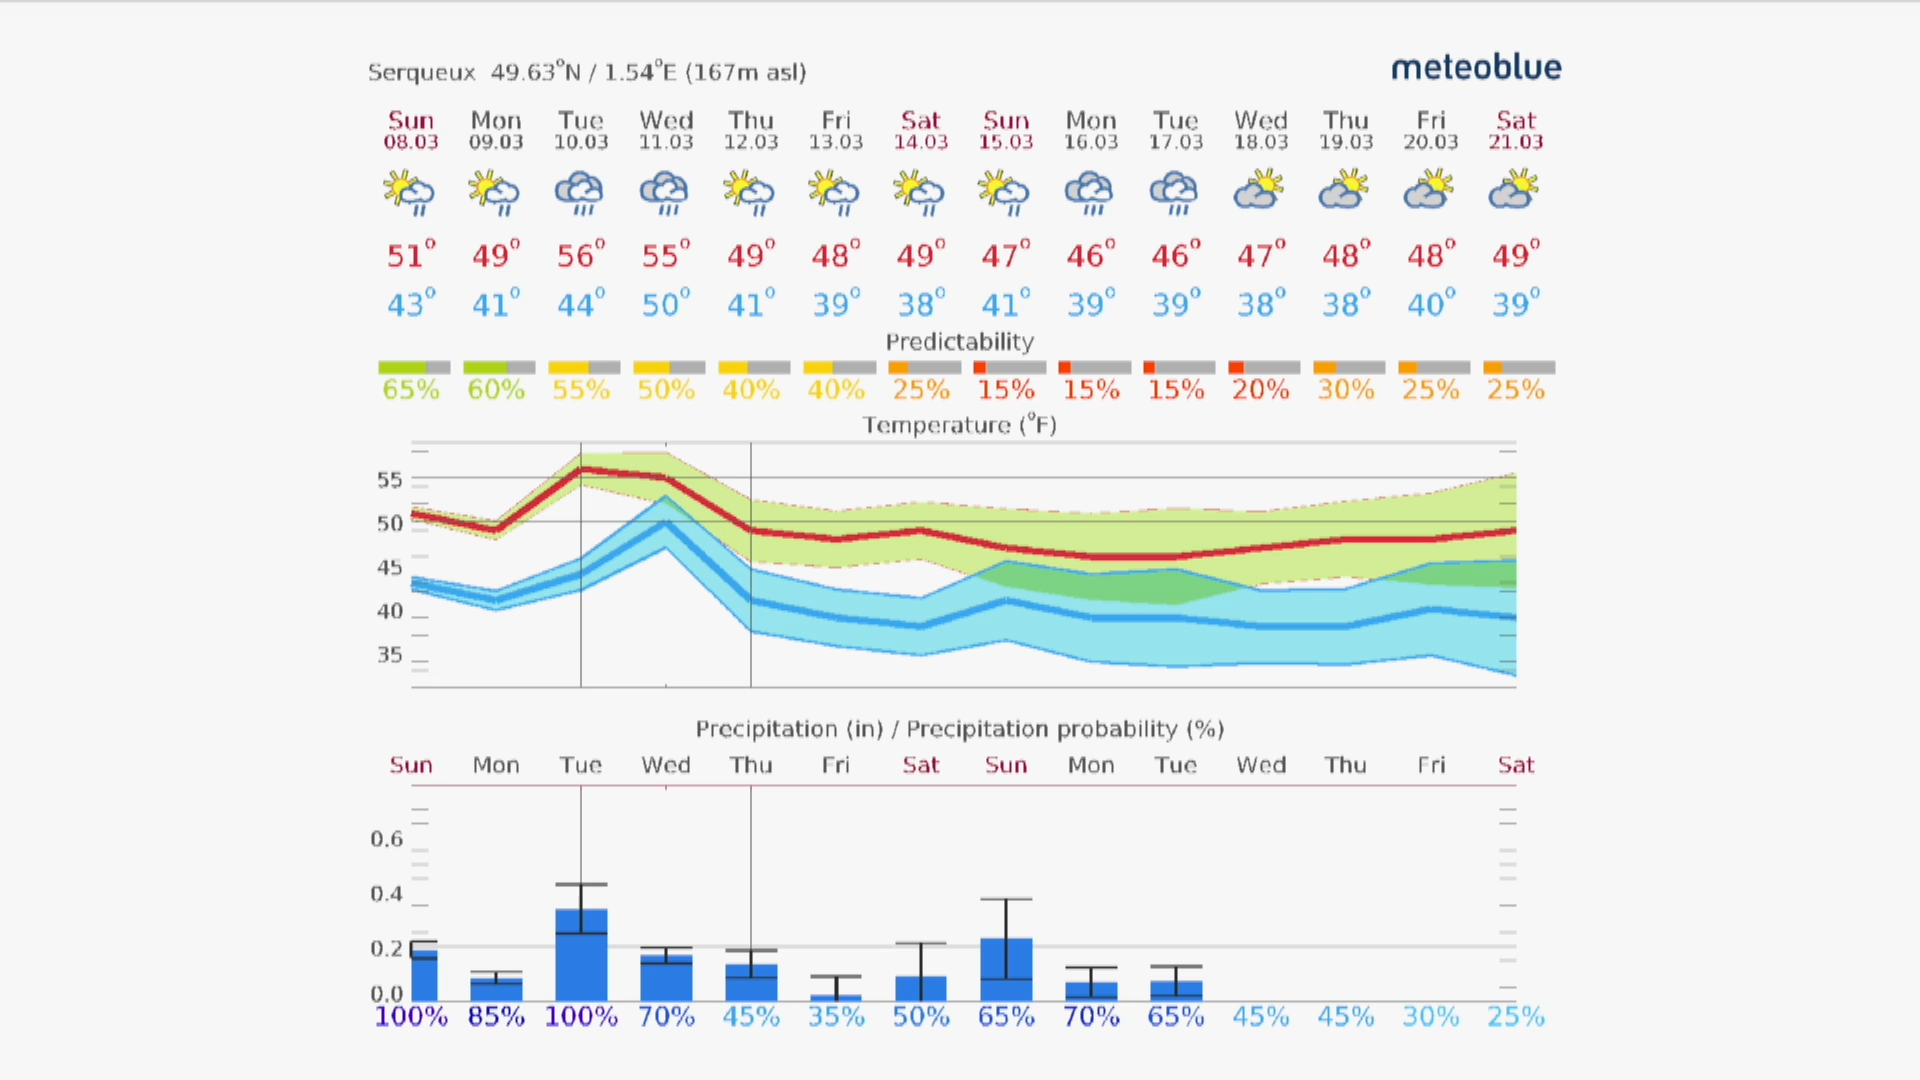 Serqueux 49.63°N / 1.54°E (167m asl)
meteoblue
Sun Mon Tue Wed Thu Fri Sat Sun Mon Tue Wed Thu Fri Sat
08.03 09.03 10.03 11.03 12.03 13.03 14.03 15.03 16.03 17.03 18.03 19.03 20.03 21.03
51° 49° 56° 55° 49° 48° 49° 47° 46° 46° 47° 48° 48° 49°
43° 41° 44° 50° 41° 39° 38° 41° 39° 39° 38° 38° 40° 39°
Predictability
65% 60% 55% 50% 40% 40% 25% 15% 15% 15% 20% 30% 25% 25%
Temperature (°F)
55
50
45
40
35
Precipitation (in) / Precipitation probability (%)
Sun Mon Tue Wed Thu Fri Sat Sun Mon Tue Wed Thu Fri Sat
0.6
0.4
0.2
0.0
100% 85% 100% 70% 45% 35% 50% 65% 70% 65% 45% 45% 30% 25%